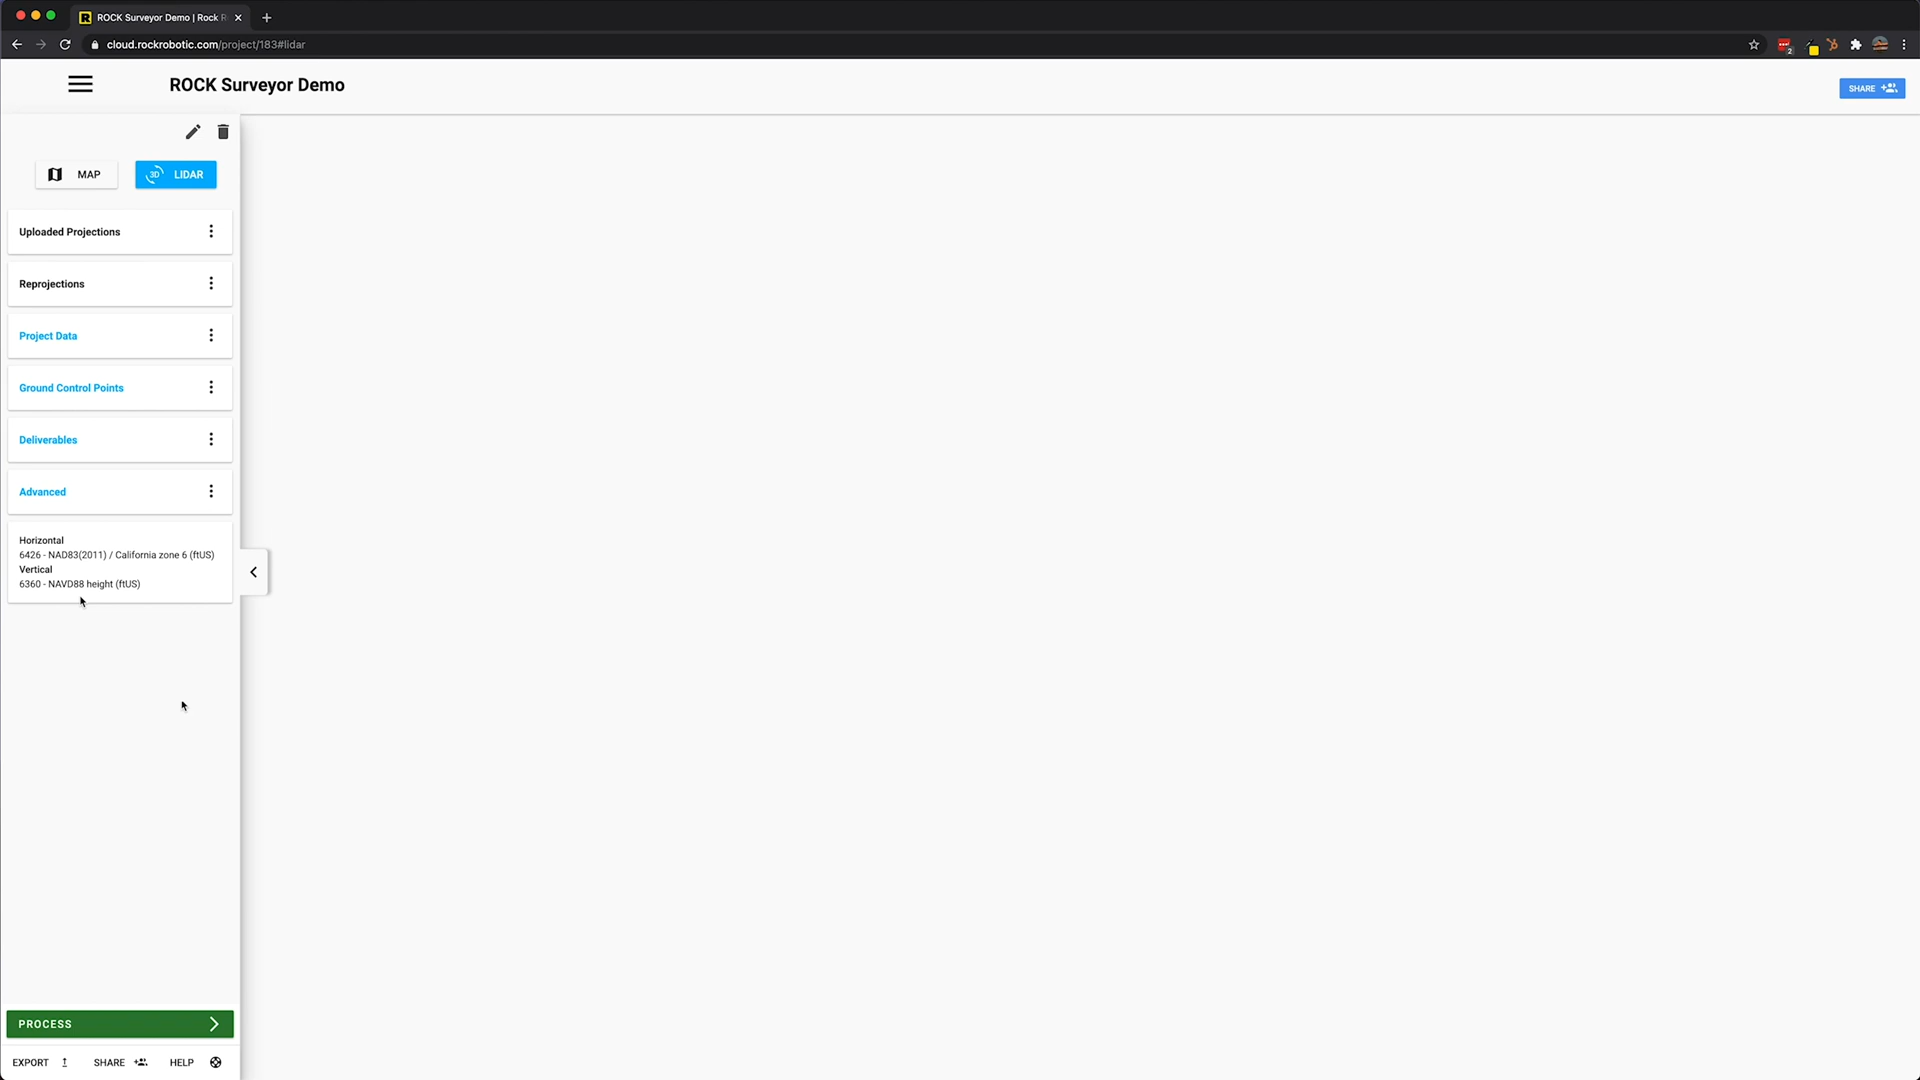 ROCK Surveyor Demo | Rock R
cloud.rockrobotic.com/project/183#lidar
2
ROCK Surveyor Demo
SHARE
MAP
3D LIDAR
Uploaded Projections
Reprojections
Project Data
Ground Control Points
Deliverables
Advanced
Horizontal
6426 - NAD83(2011) / California zone 6 (ftUS)
Vertical
6360 - NAVD88 height (ftUS)
PROCESS
EXPORT SHARE HELP